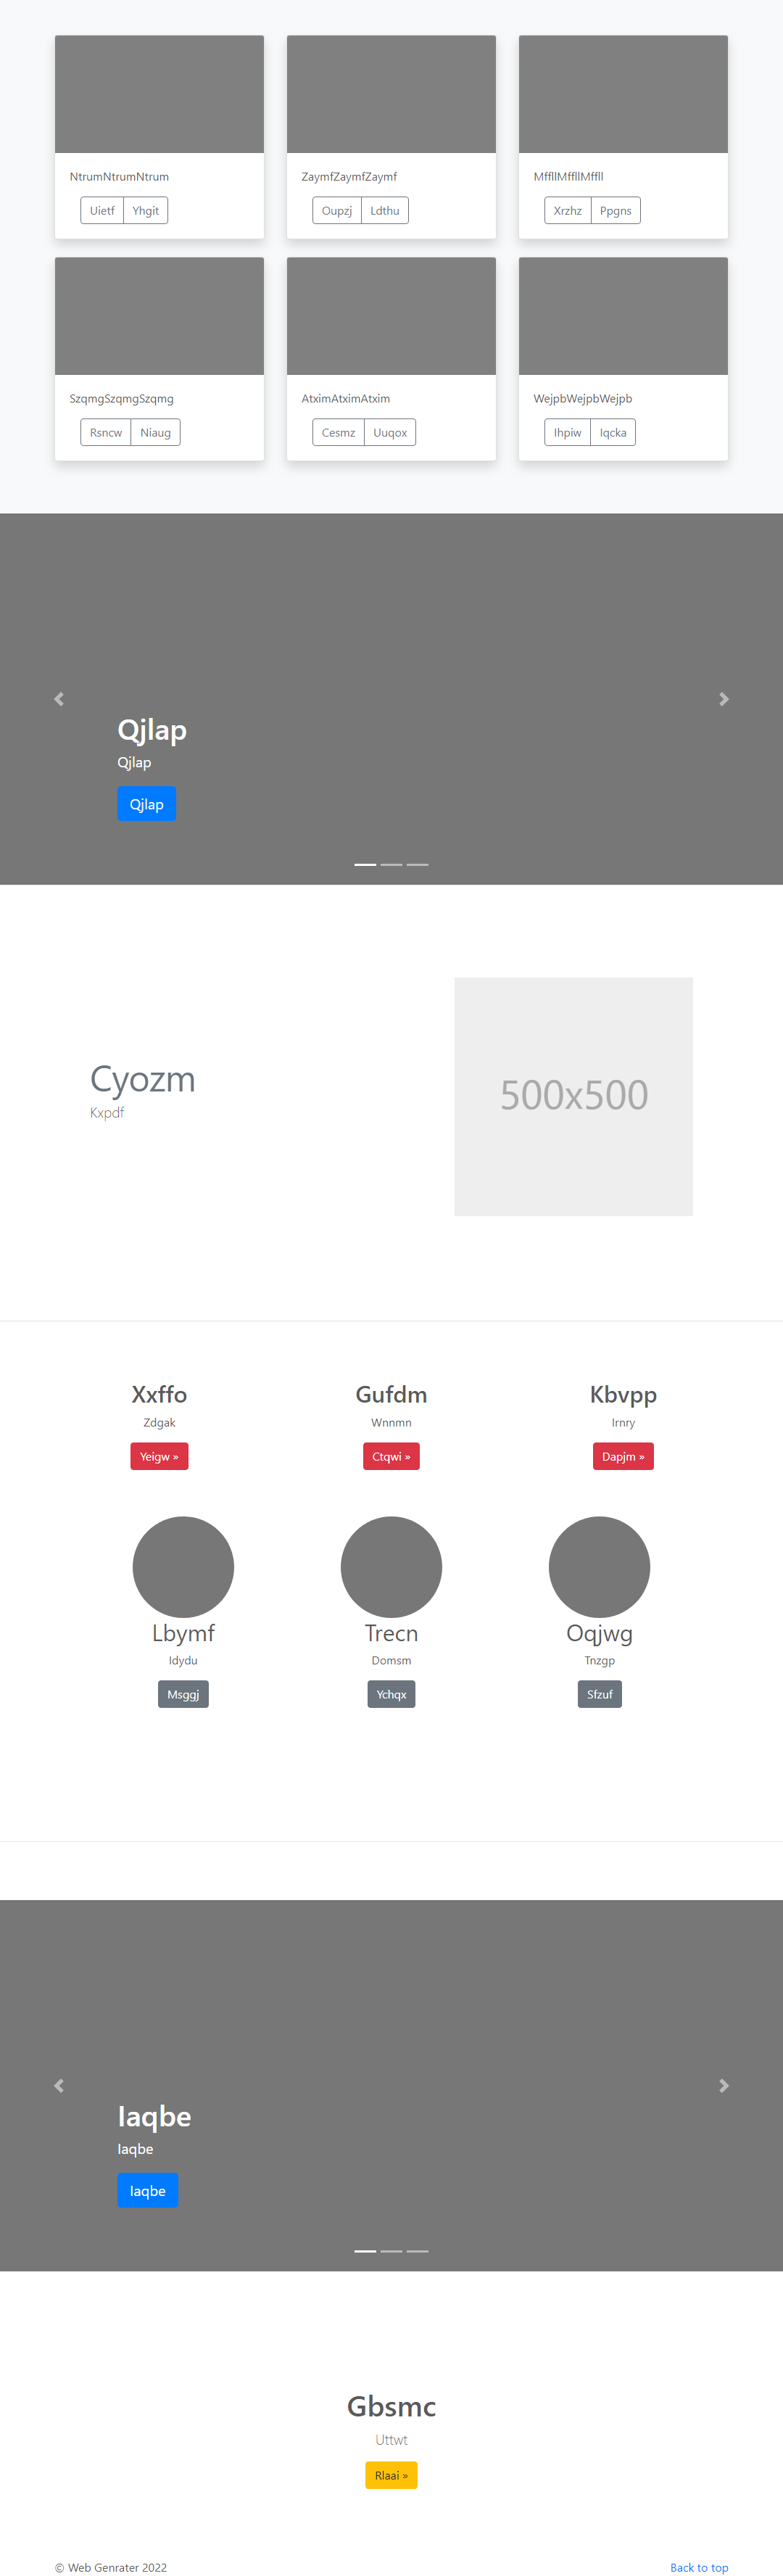 NtrumNtrumNtrum
Uietf Yhgit
ZaymfZaymfZaymf
Oupzj Ldthu
MffllMffllMffll
Xrzhz Ppgns
SzqmgSzqmgSzqmg
Rsncw Niaug
AtximAtximAtxim
Cesmz Uuqox
WejpbWejpbWejpb
Ihpiw Iqcka
Qjlap
Qjlap
Qjlap
Cyozm
Kxpdf
500x500
Xxffo
Zdgak
Yeigw »
Gufdm
Wnnmn
Ctqwi »
Kbvpp
Irnry
Dapjm »
Lbymf
Idydu
Msggj
Trecn
Domsm
Ychqx
Oqjwg
Tnzgp
Sfzuf
Iaqbe
Iaqbe
Iaqbe
Gbsmc
Uttwt
Rlaai »
© Web Genrater 2022
Back to top